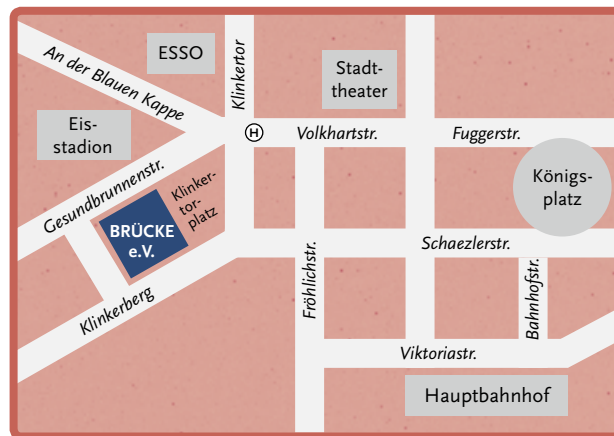 An der Blauen Kappe
ESSO
Klinkertor
Stadt-
theater
Eis-
stadion
H
Volkhartstr.
Fuggerstr.
Gesundbrunnenstr.
Klinker-
tor-
platz
Königs-
platz
BRÜCKE
e.V.
Schaezlerstr.
Klinkerberg
Fröhlichstr.
Bahnhofstr.
Viktoriastr.
Hauptbahnhof